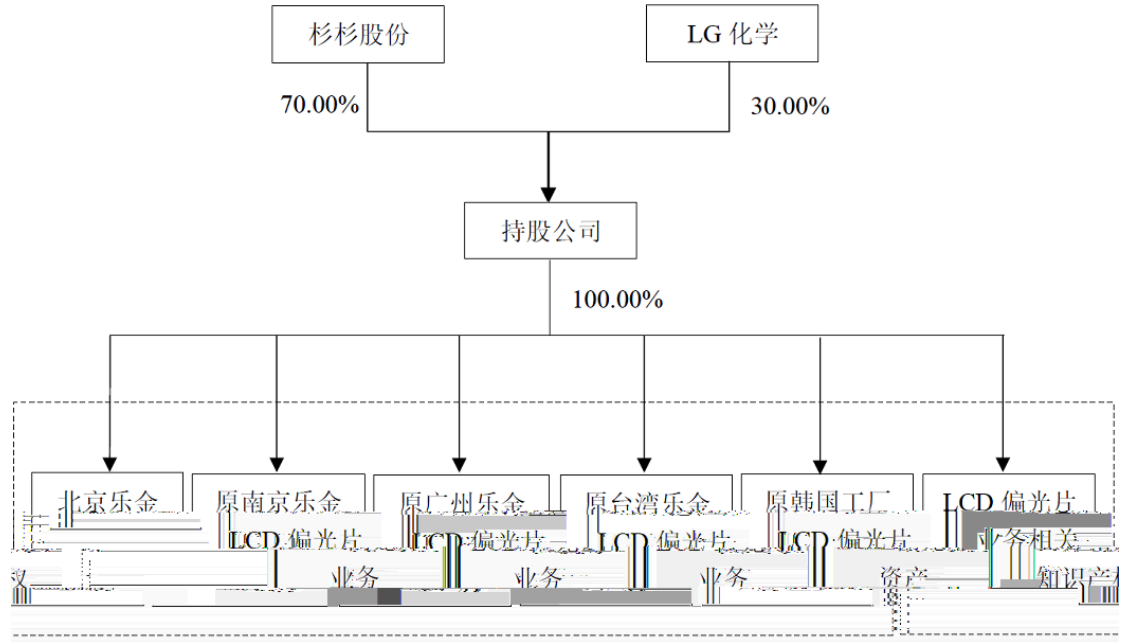 杉杉股份
LG 化学
70.00%
30.00%
持股公司
100.00%
北京乐金
原南京乐金
LCD 偏光片
业务
原广州乐金
LCD 偏光片
业务
原台湾乐金
LCD 偏光片
业务
原韩国工厂
LCD 偏光片
资产
LCD 偏光片
业务相关
知识产权